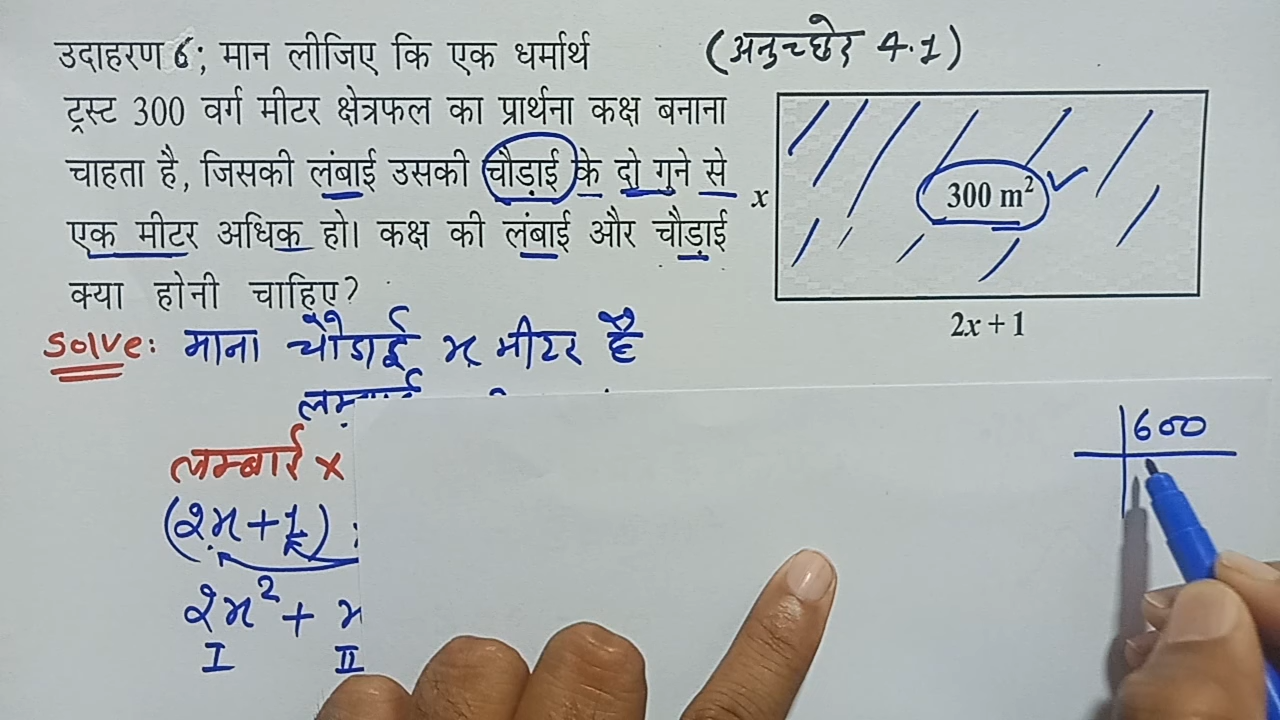 उदाहरण 6; मान लीजिए कि एक धर्मार्थ
(अनुच्छेद 4.1)
ट्रस्ट 300 वर्ग मीटर क्षेत्रफल का प्रार्थना कक्ष बनाना
चाहता है, जिसकी लंबाई उसकी चौड़ाई के दो गुने से
एक मीटर अधिक हो। कक्ष की लंबाई और चौड़ाई
क्या होनी चाहिए?
x
300 m²
2x + 1
Solve: माना चौडाई x मीटर है
लम्बाई ×
(2x+1)
2x² + x
I II
600